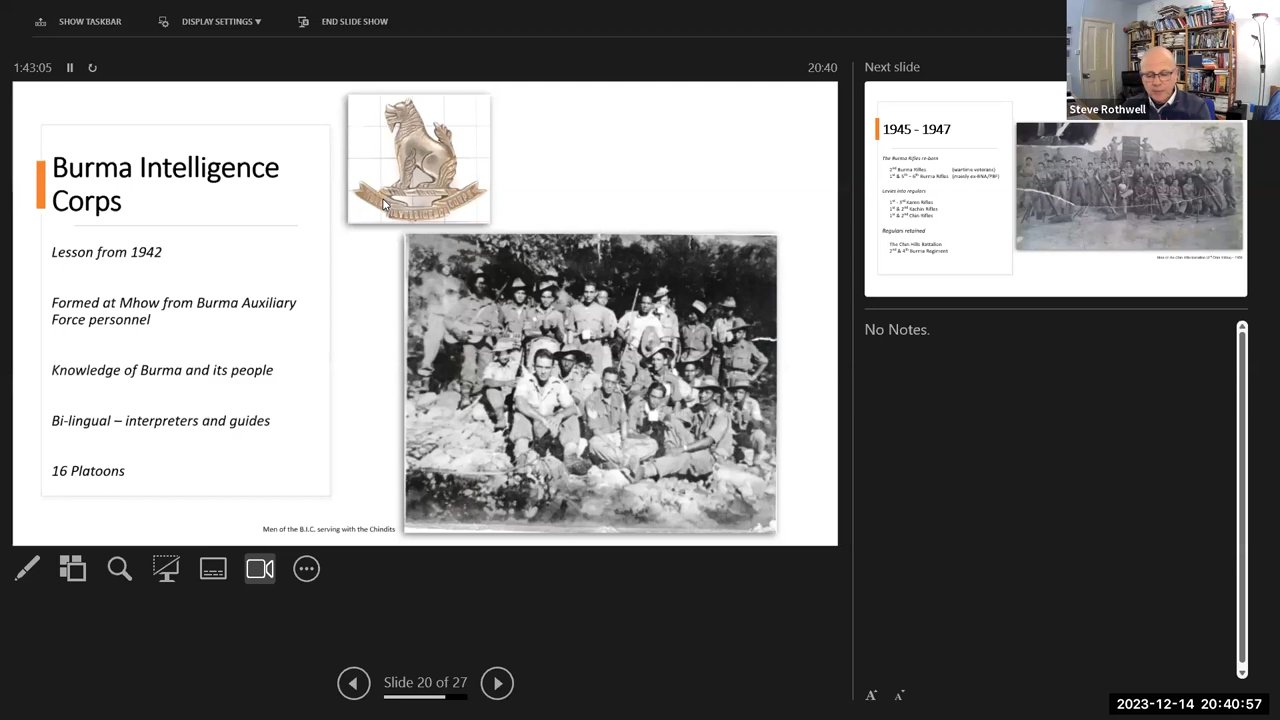 SHOW TASKBAR
DISPLAY SETTINGS ▼
END SLIDE SHOW
1:43:05
20:40
Burma Intelligence
Corps
Lesson from 1942
Formed at Mhow from Burma Auxiliary
Force personnel
Knowledge of Burma and its people
Bi-lingual – interpreters and guides
16 Platoons
Men of the B.I.C. serving with the Chindits
Next slide
Steve Rothwell
1945 - 1947
The Burma Rifles re-born
2nd Burma Rifles (wartime veterans)
1st & 5th – 6th Burma Rifles (mainly ex-BNA/PBF)
Levies into regulars
1st - 3rd Karen Rifles
1st & 2nd Kachin Rifles
1st & 2nd Chin Rifles
Regulars retained
The Chin Hills Battalion
2nd & 4th Burma Regiment
No Notes.
Slide 20 of 27
A A
2023-12-14 20:40:57